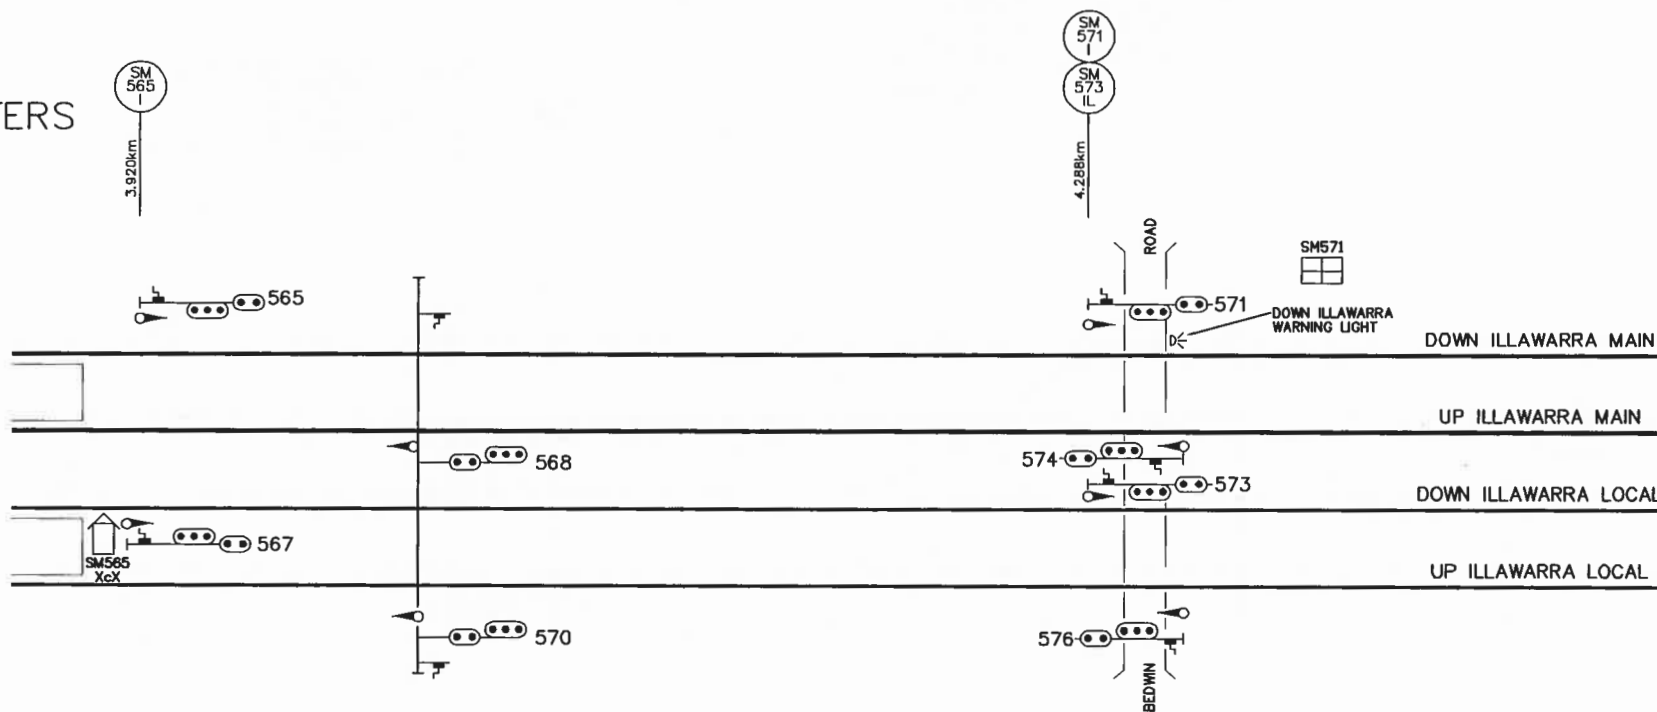 SM
571
I
SM
565
I
SM
573
IL
TERS
3.920km
4.288km
ROAD
SM571
565
571
DOWN ILLAWARRA
WARNING LIGHT
DOWN ILLAWARRA MAIN
UP ILLAWARRA MAIN
568
574
573
DOWN ILLAWARRA LOCAL
567
SM565
XcX
UP ILLAWARRA LOCAL
570
576
BEDWIN